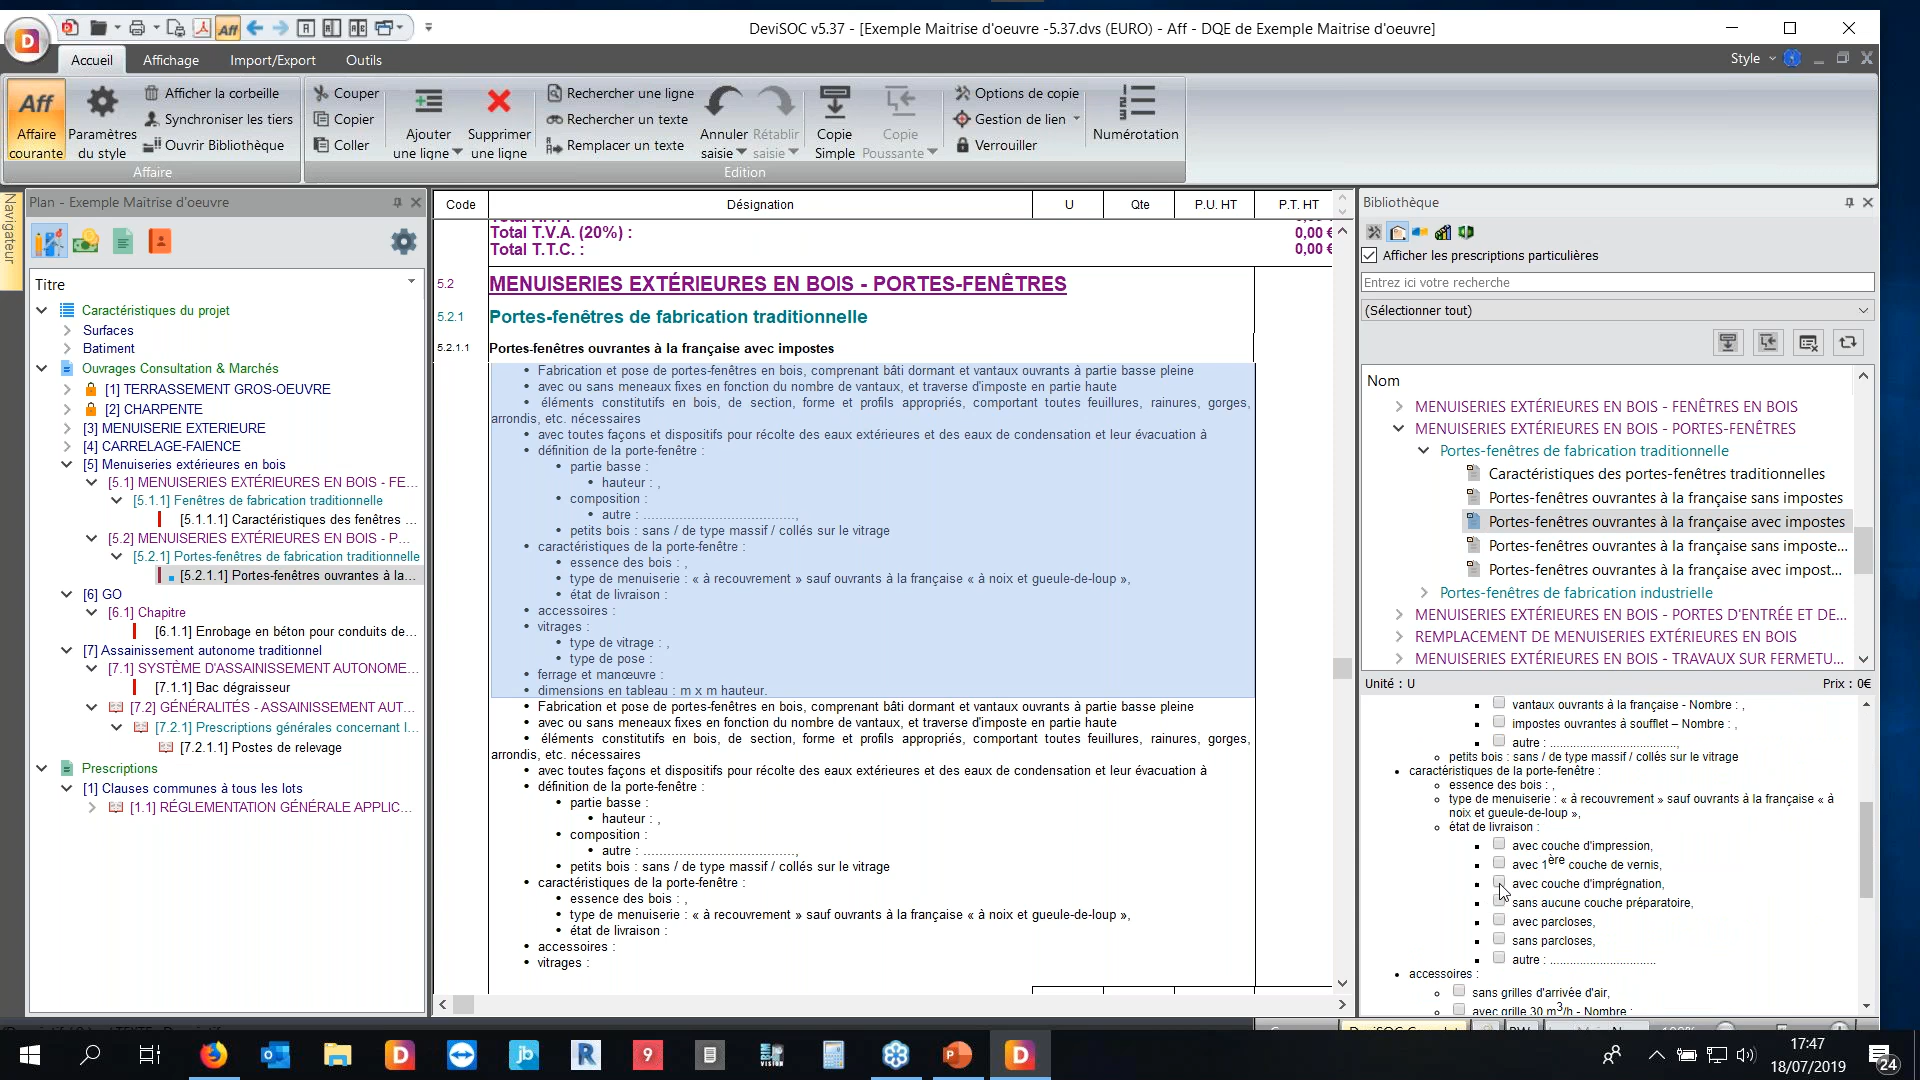 DeviSOC v5.37 - [Exemple Maitrise d'oeuvre -5.37.dvs (EURO) - Aff - DQE de Exemple Maitrise d'oeuvre]
Accueil Affichage Import/Export Outils
Style
Aff
Affaire courante
Paramètres du style
Afficher la corbeille
Synchroniser les tiers
Ouvrir Bibliothèque
Affaire
Couper
Copier
Coller
Ajouter une ligne
Supprimer une ligne
Rechercher une ligne
Rechercher un texte
Remplacer un texte
Annuler saisie
Rétablir saisie
Copie Simple
Copie Poussante
Options de copie
Gestion de lien
Verrouiller
Numérotation
Edition
Navigateur
Plan - Exemple Maitrise d'oeuvre
Titre
Caractéristiques du projet
Surfaces
Batiment
Ouvrages Consultation & Marchés
[1] TERRASSEMENT GROS-OEUVRE
[2] CHARPENTE
[3] MENUISERIE EXTERIEURE
[4] CARRELAGE-FAIENCE
[5] Menuiseries extérieures en bois
[5.1] MENUISERIES EXTÉRIEURES EN BOIS - FE...
[5.1.1] Fenêtres de fabrication traditionnelle
[5.1.1.1] Caractéristiques des fenêtres ...
[5.2] MENUISERIES EXTÉRIEURES EN BOIS - P...
[5.2.1] Portes-fenêtres de fabrication traditionnelle
[5.2.1.1] Portes-fenêtres ouvrantes à la...
[6] GO
[6.1] Chapitre
[6.1.1] Enrobage en béton pour conduits de...
[7] Assainissement autonome traditionnel
[7.1] SYSTÈME D'ASSAINISSEMENT AUTONOME...
[7.1.1] Bac dégraisseur
[7.2] GÉNÉRALITÉS - ASSAINISSEMENT AUT...
[7.2.1] Prescriptions générales concernant l...
[7.2.1.1] Postes de relevage
Prescriptions
[1] Clauses communes à tous les lots
[1.1] RÉGLEMENTATION GÉNÉRALE APPLIC...
Code Désignation U Qte P.U. HT P.T. HT
Total T.V.A. (20%) : 0,00 €
Total T.T.C. : 0,00 €
5.2 MENUISERIES EXTÉRIEURES EN BOIS - PORTES-FENÊTRES
5.2.1 Portes-fenêtres de fabrication traditionnelle
5.2.1.1 Portes-fenêtres ouvrantes à la française avec impostes
• Fabrication et pose de portes-fenêtres en bois, comprenant bâti dormant et vantaux ouvrants à partie basse pleine
• avec ou sans meneaux fixes en fonction du nombre de vantaux, et traverse d'imposte en partie haute
• éléments constitutifs en bois, de section, forme et profils appropriés, comportant toutes feuillures, rainures, gorges,
arrondis, etc. nécessaires
• avec toutes façons et dispositifs pour récolte des eaux extérieures et des eaux de condensation et leur évacuation à
• définition de la porte-fenêtre :
• partie basse :
• hauteur : ,
• composition :
• autre : .......................................,
• petits bois : sans / de type massif / collés sur le vitrage
• caractéristiques de la porte-fenêtre :
• essence des bois : ,
• type de menuiserie : « à recouvrement » sauf ouvrants à la française « à noix et gueule-de-loup »,
• état de livraison :
• accessoires :
• vitrages :
• type de vitrage : ,
• type de pose :
• ferrage et manœuvre :
• dimensions en tableau : m x m hauteur.
• Fabrication et pose de portes-fenêtres en bois, comprenant bâti dormant et vantaux ouvrants à partie basse pleine
• avec ou sans meneaux fixes en fonction du nombre de vantaux, et traverse d'imposte en partie haute
• éléments constitutifs en bois, de section, forme et profils appropriés, comportant toutes feuillures, rainures, gorges,
arrondis, etc. nécessaires
• avec toutes façons et dispositifs pour récolte des eaux extérieures et des eaux de condensation et leur évacuation à
• définition de la porte-fenêtre :
• partie basse :
• hauteur : ,
• composition :
• autre : .......................................,
• petits bois : sans / de type massif / collés sur le vitrage
• caractéristiques de la porte-fenêtre :
• essence des bois : ,
• type de menuiserie : « à recouvrement » sauf ouvrants à la française « à noix et gueule-de-loup »,
• état de livraison :
• accessoires :
• vitrages :
Bibliothèque
Afficher les prescriptions particulières
Entrez ici votre recherche
(Sélectionner tout)
Nom
MENUISERIES EXTÉRIEURES EN BOIS - FENÊTRES EN BOIS
MENUISERIES EXTÉRIEURES EN BOIS - PORTES-FENÊTRES
Portes-fenêtres de fabrication traditionnelle
Caractéristiques des portes-fenêtres traditionnelles
Portes-fenêtres ouvrantes à la française sans impostes
Portes-fenêtres ouvrantes à la française avec impostes
Portes-fenêtres ouvrantes à la française sans imposte...
Portes-fenêtres ouvrantes à la française avec impost...
Portes-fenêtres de fabrication industrielle
MENUISERIES EXTÉRIEURES EN BOIS - PORTES D'ENTRÉE ET DE...
REMPLACEMENT DE MENUISERIES EXTÉRIEURES EN BOIS
MENUISERIES EXTÉRIEURES EN BOIS - TRAVAUX SUR FERMETU...
Unité : U Prix : 0€
vantaux ouvrants à la française - Nombre : ,
impostes ouvrantes à soufflet – Nombre : ,
autre : .......................................,
petits bois : sans / de type massif / collés sur le vitrage
caractéristiques de la porte-fenêtre :
essence des bois : ,
type de menuiserie : « à recouvrement » sauf ouvrants à la française « à
noix et gueule-de-loup »,
état de livraison :
avec couche d'impression,
avec 1ère couche de vernis,
avec couche d'imprégnation,
sans aucune couche préparatoire,
avec parcloses,
sans parcloses,
autre : ................................
accessoires :
sans grilles d'arrivée d'air,
avec grille 30 m3/h - Nombre :
17:47
18/07/2019
24